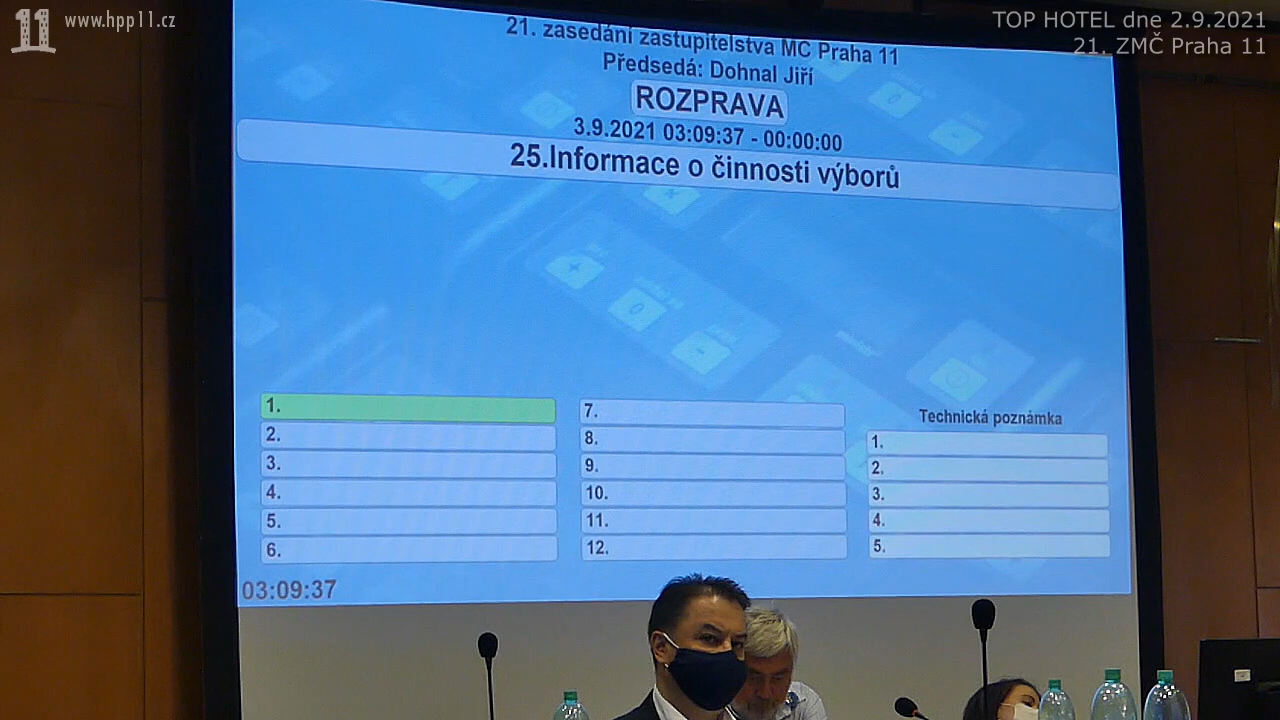 11 www.hpp11.cz
TOP HOTEL dne 2.9.2021
21. ZMČ Praha 11
21. zasedání zastupitelstva MČ Praha 11
Předsedá: Dohnal Jiří
ROZPRAVA
3.9.2021 03:09:37 - 00:00:00
25.Informace o činnosti výborů
1.
2.
3.
4.
5.
6.
7.
8.
9.
10.
11.
12.
Technická poznámka
1.
2.
3.
4.
5.
03:09:37